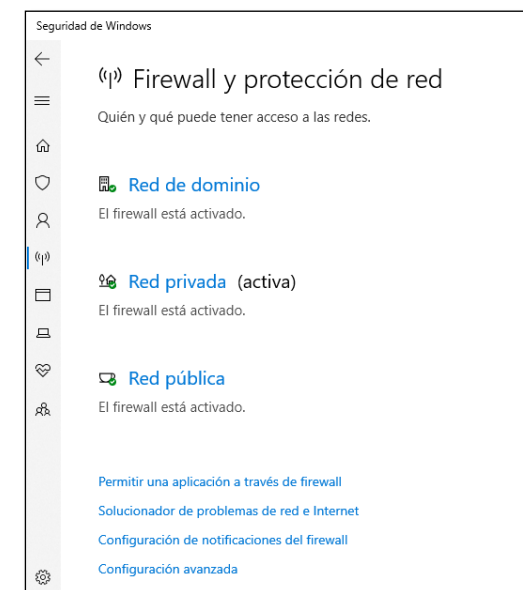 Seguridad de Windows
Firewall y protección de red
Quién y qué puede tener acceso a las redes.
Red de dominio
El firewall está activado.
Red privada (activa)
El firewall está activado.
Red pública
El firewall está activado.
Permitir una aplicación a través de firewall
Solucionador de problemas de red e Internet
Configuración de notificaciones del firewall
Configuración avanzada